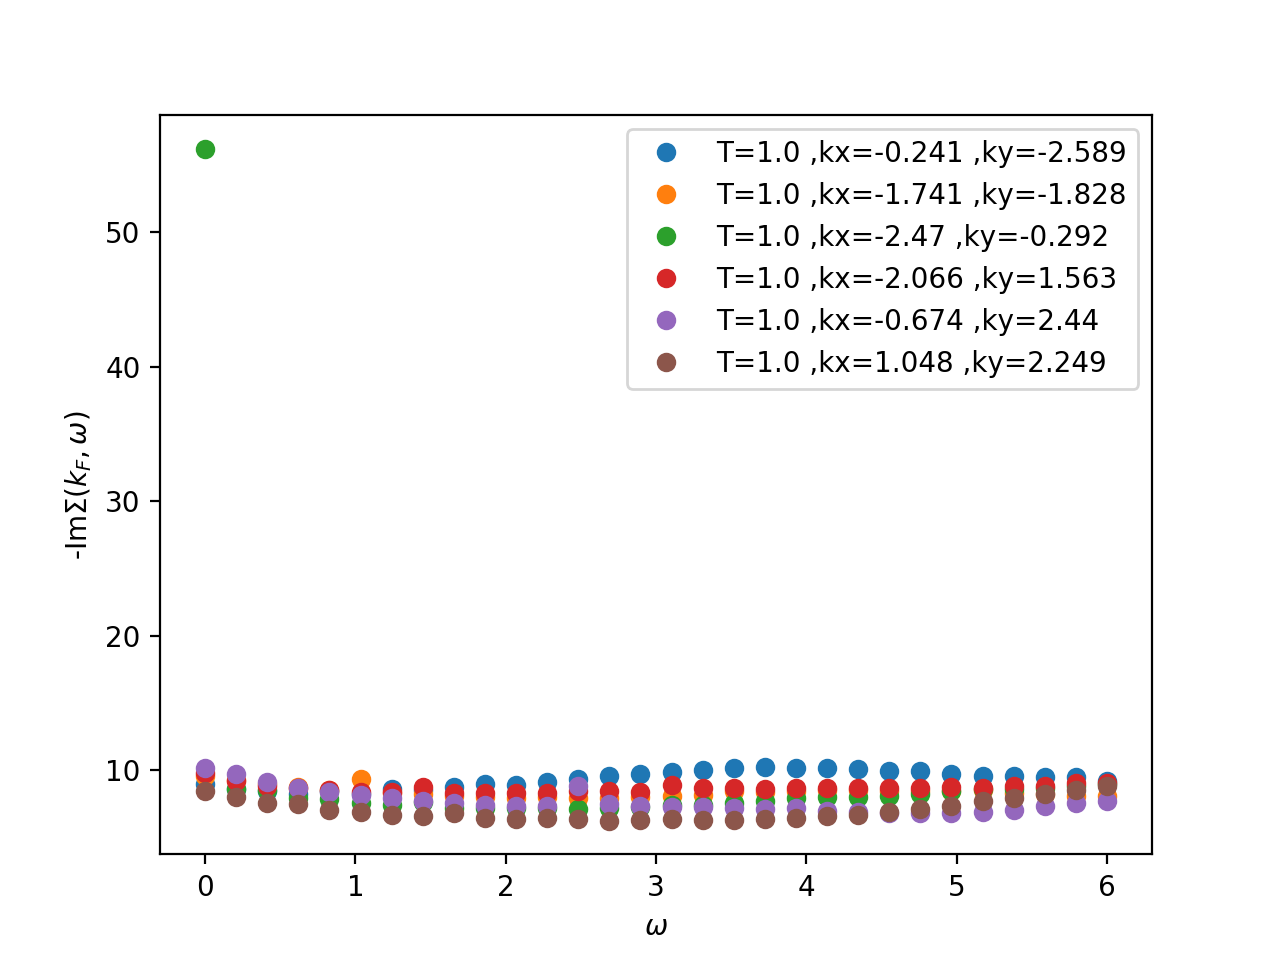 T=1.0 ,kx=-0.241 ,ky=-2.589
T=1.0 ,kx=-1.741 ,ky=-1.828
T=1.0 ,kx=-2.47 ,ky=-0.292
T=1.0 ,kx=-2.066 ,ky=1.563
T=1.0 ,kx=-0.674 ,ky=2.44
T=1.0 ,kx=1.048 ,ky=2.249
50
40
30
20
10
-ImΣ(k_F, ω)
0 1 2 3 4 5 6
ω